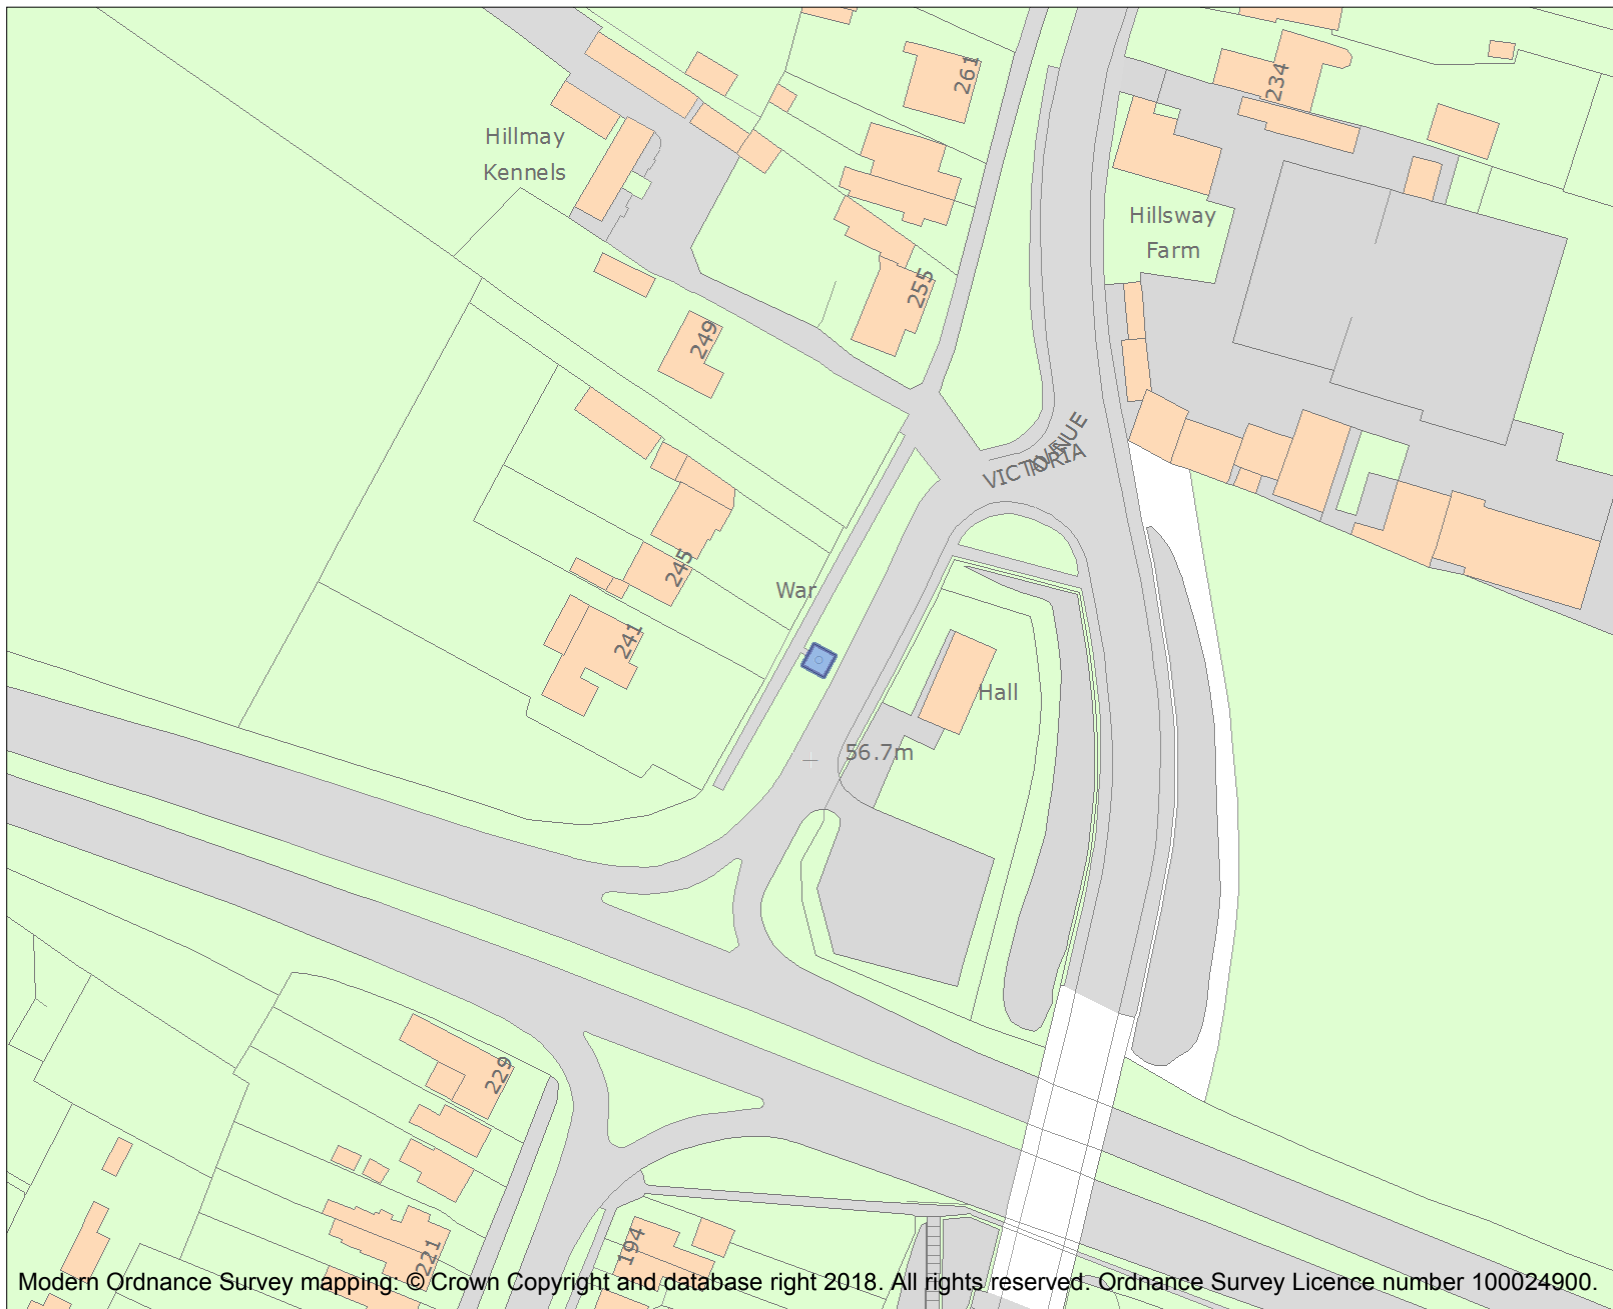 261
234
Hillmay
Kennels
Hillsway
Farm
255
249
VICTORIA
AVENUE
245
War
241
Hall
56.7m
229
194
221
Modern Ordnance Survey mapping: © Crown Copyright and database right 2018. All rights reserved. Ordnance Survey Licence number 100024900.